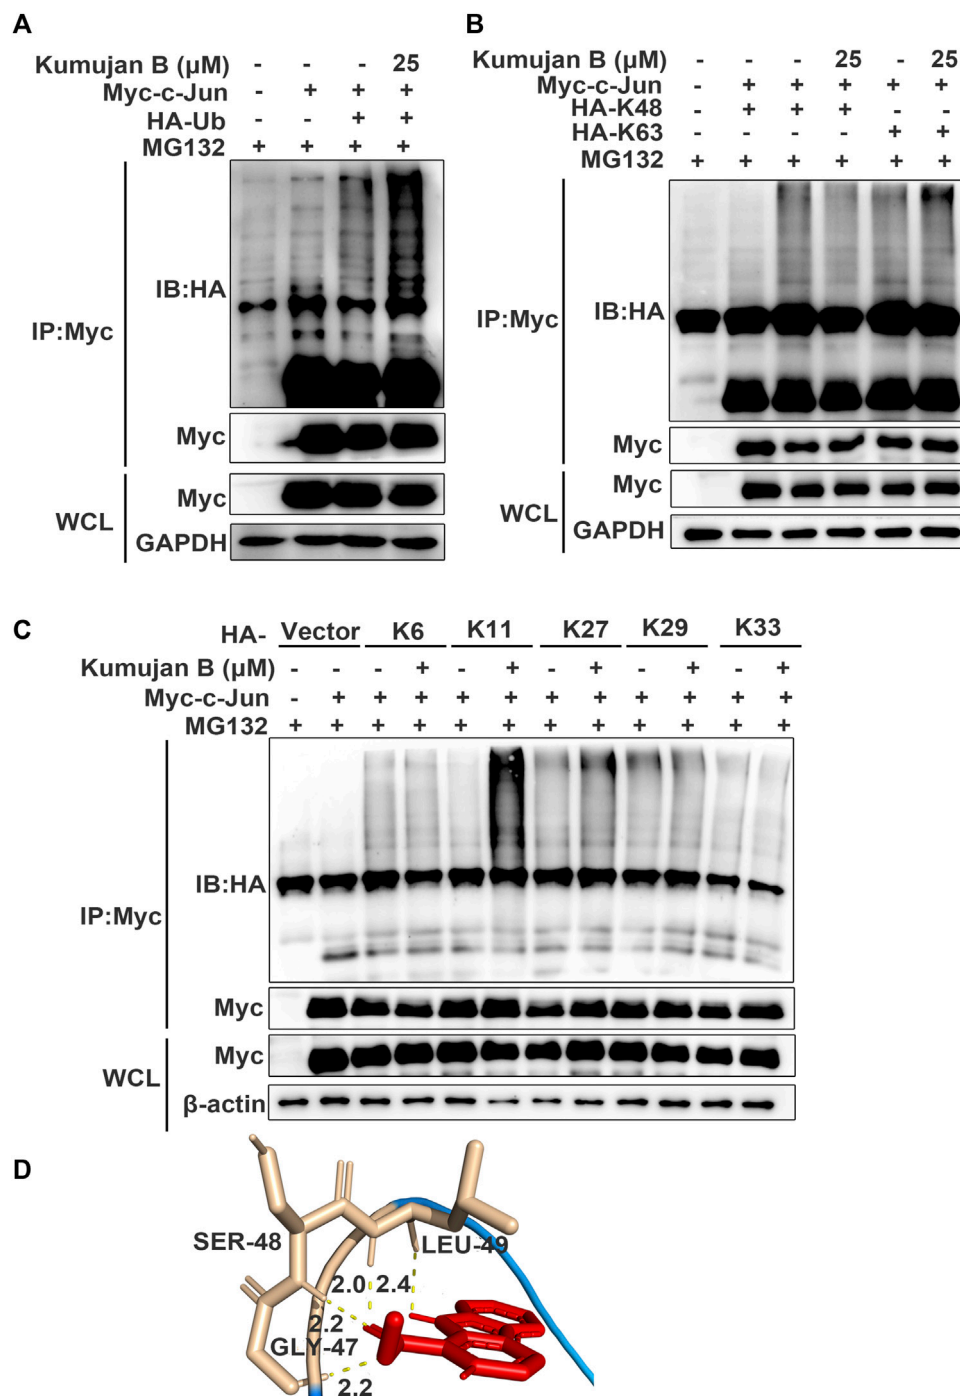 A
Kumujan B (μM) - - - 25
Myc-c-Jun - + + +
HA-Ub - - + +
MG132 + + + +
IB:HA
IP:Myc
Myc
Myc
WCL
GAPDH
B
Kumujan B (μM) - - - 25 - 25
Myc-c-Jun - + + + + +
HA-K48 - + + + - -
HA-K63 - - - - + +
MG132 + + + + + +
IB:HA
IP:Myc
Myc
Myc
WCL
GAPDH
C
HA- Vector K6 K11 K27 K29 K33
Kumujan B (μM) - - - + - + - + - + - +
Myc-c-Jun - + + + + + + + + + + +
MG132 + + + + + + + + + + + +
IB:HA
IP:Myc
Myc
Myc
WCL
β-actin
D
SER-48
LEU-49
2.0 2.4
2.2
GLY-47
2.2